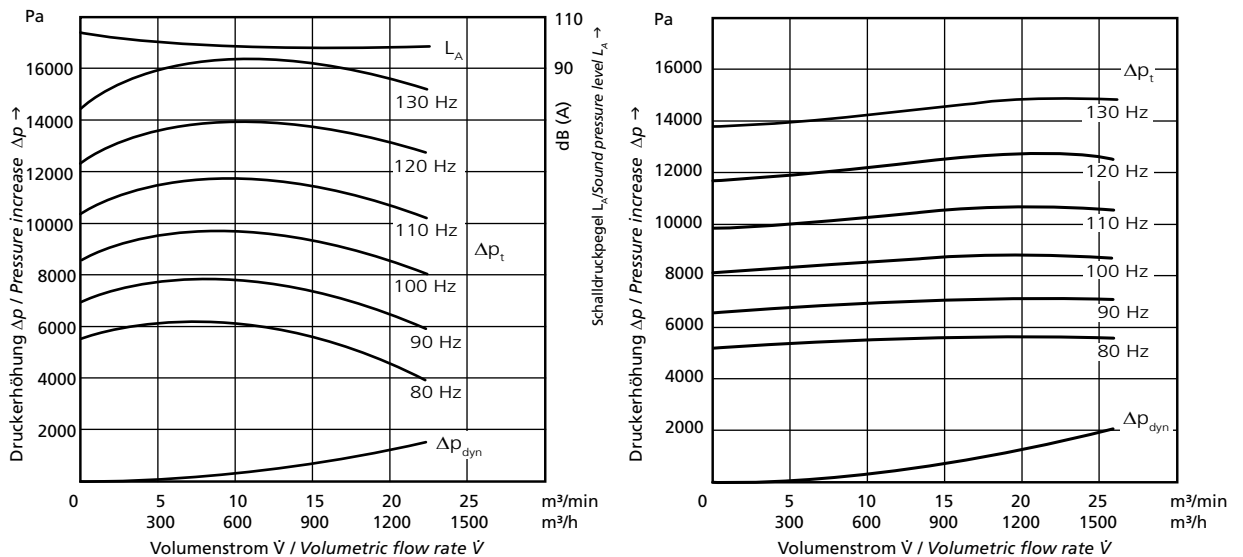 Pa
16000
14000
12000
10000
8000
6000
4000
2000
Druckerhöhung Δp / Pressure increase Δp →
110
90
dB (A)
Schalldruckpegel L_A/Sound pressure level L_A →
L_A
130 Hz
120 Hz
110 Hz
Δp_t
100 Hz
90 Hz
80 Hz
Δp_dyn
0 5 10 15 20 25 m³/min
300 600 900 1200 1500 m³/h
Volumenstrom V̇ / Volumetric flow rate V̇
Pa
16000
14000
12000
10000
8000
6000
4000
2000
Druckerhöhung Δp / Pressure increase Δp →
Δp_t
130 Hz
120 Hz
110 Hz
100 Hz
90 Hz
80 Hz
Δp_dyn
0 5 10 15 20 25 m³/min
300 600 900 1200 1500 m³/h
Volumenstrom V̇ / Volumetric flow rate V̇